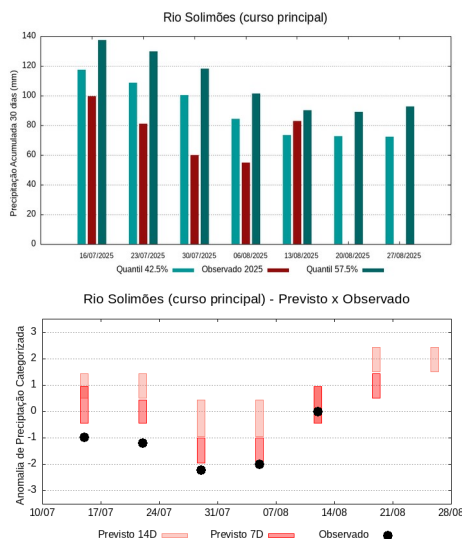 Rio Solimões (curso principal)
Precipitação Acumulada 30 dias (mm)
140
120
100
80
60
40
20
0
16/07/2025 23/07/2025 30/07/2025 06/08/2025 13/08/2025 20/08/2025 27/08/2025
Quantil 42.5% Observado 2025 Quantil 57.5%
Rio Solimões (curso principal) - Previsto x Observado
Anomalia de Preciptação Categorizada
3
2
1
0
-1
-2
-3
10/07 17/07 24/07 31/07 07/08 14/08 21/08 28/08
Previsto 14D Previsto 7D Observado